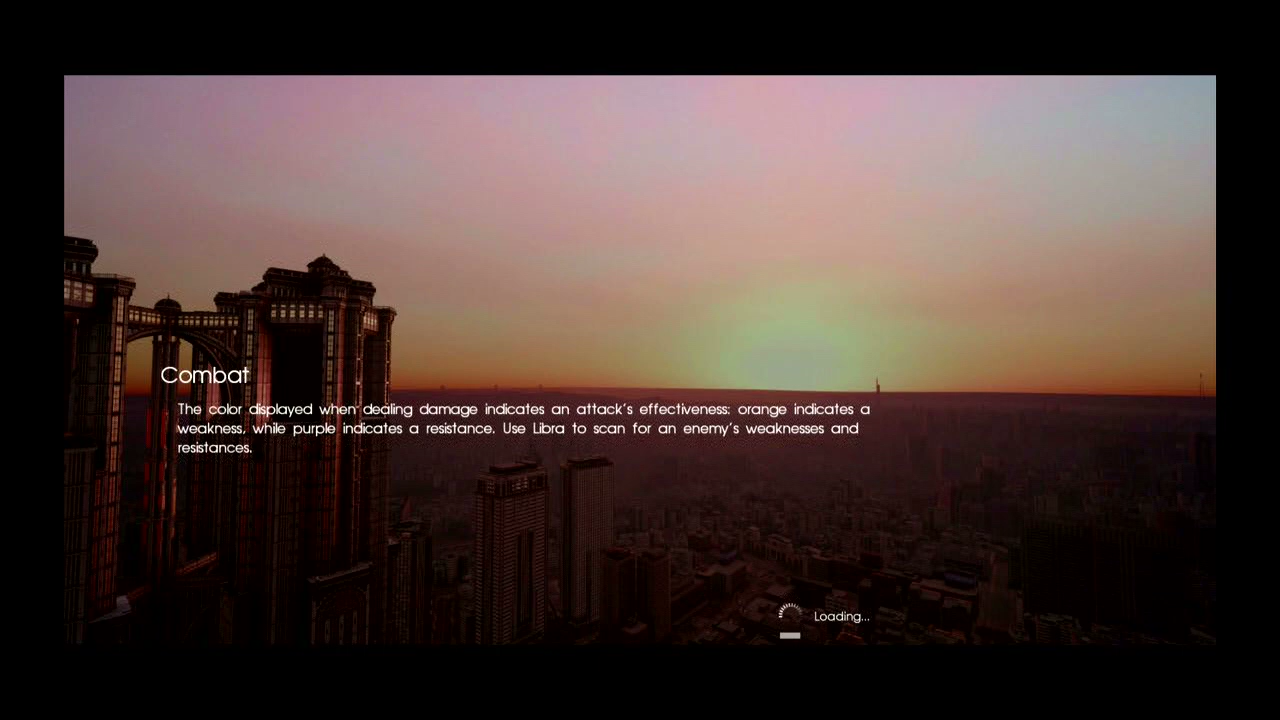 Combat
The color displayed when dealing damage indicates an attack's effectiveness: orange indicates a
weakness, while purple indicates a resistance. Use Libra to scan for an enemy's weaknesses and
resistances.
Loading...